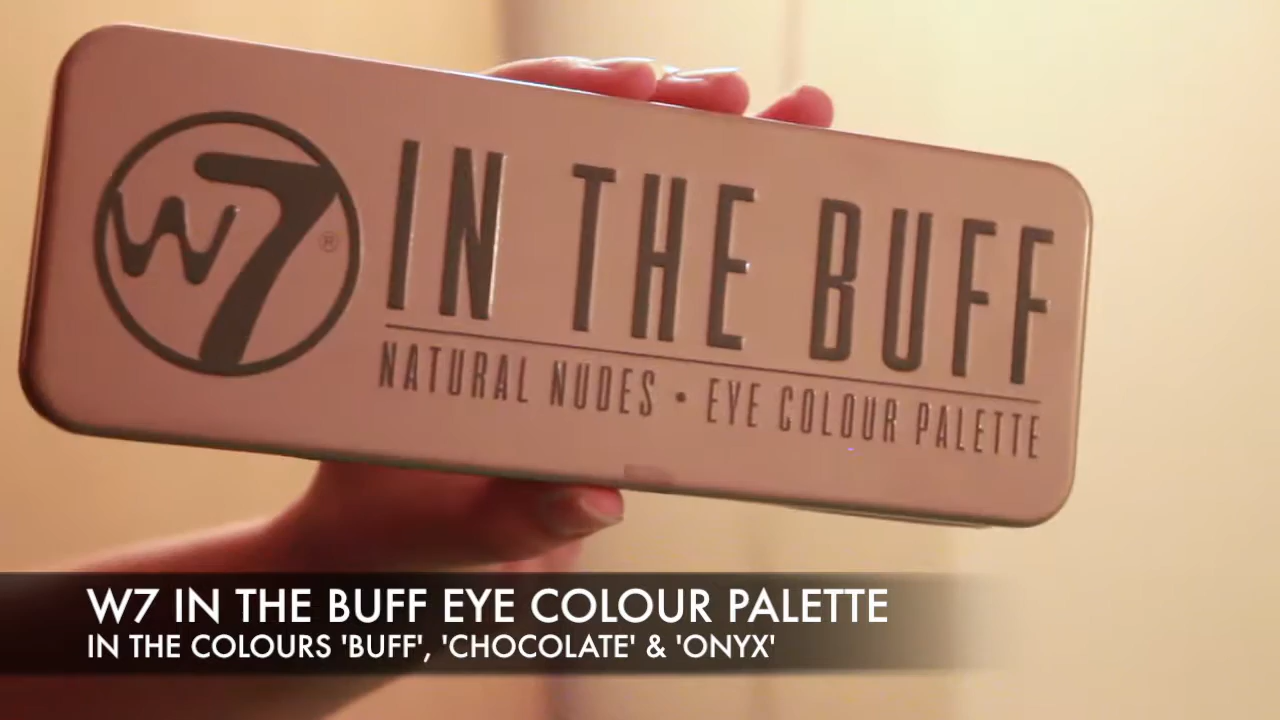 W7®
IN THE BUFF
NATURAL NUDES • EYE COLOUR PALETTE
W7 IN THE BUFF EYE COLOUR PALETTE
IN THE COLOURS 'BUFF', 'CHOCOLATE' & 'ONYX'